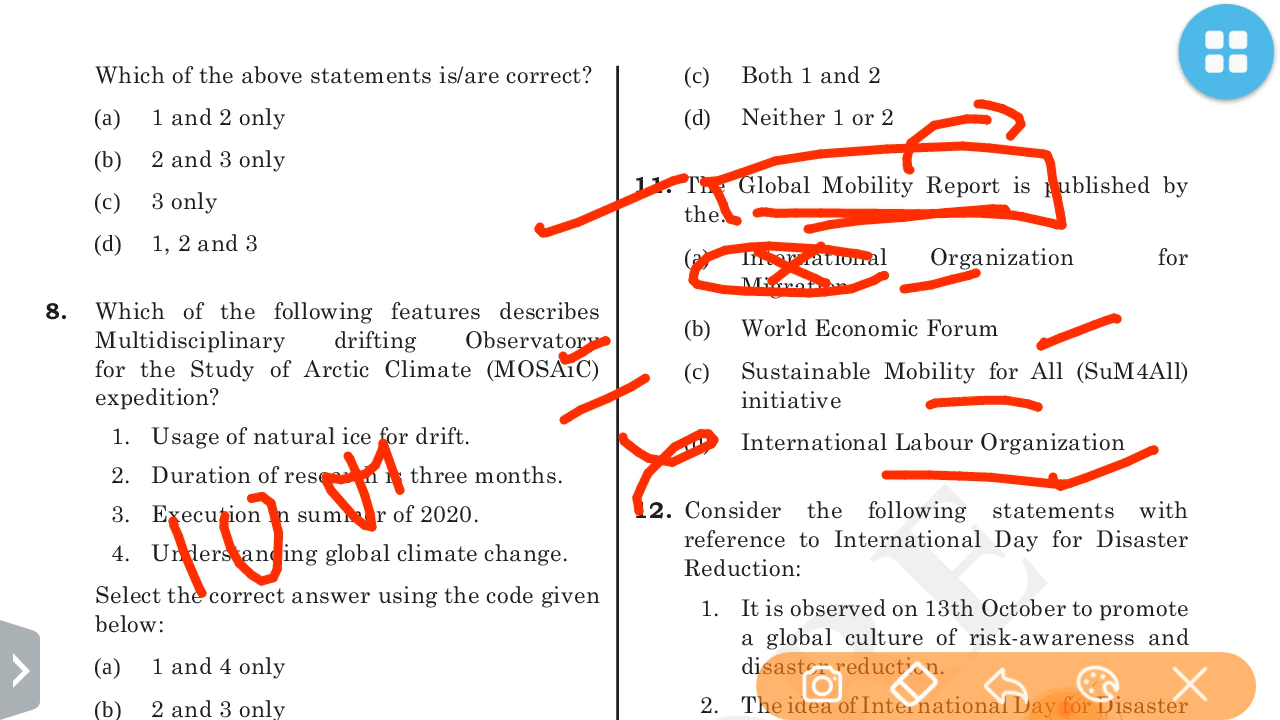 Which of the above statements is/are correct?
(a) 1 and 2 only
(b) 2 and 3 only
(c) 3 only
(d) 1, 2 and 3
8. Which of the following features describes
Multidisciplinary drifting Observatory
for the Study of Arctic Climate (MOSAiC)
expedition?
1. Usage of natural ice for drift.
2. Duration of research is three months.
3. Execution in summer of 2020.
4. Understanding global climate change.
Select the correct answer using the code given
below:
(a) 1 and 4 only
(b) 2 and 3 only
(c) Both 1 and 2
(d) Neither 1 or 2
11. The Global Mobility Report is published by
the.
(a) International Organization for
Migration
(b) World Economic Forum
(c) Sustainable Mobility for All (SuM4All)
initiative
(d) International Labour Organization
12. Consider the following statements with
reference to International Day for Disaster
Reduction:
1. It is observed on 13th October to promote
a global culture of risk-awareness and
disaster reduction.
2. The idea of International Day for Disaster
10